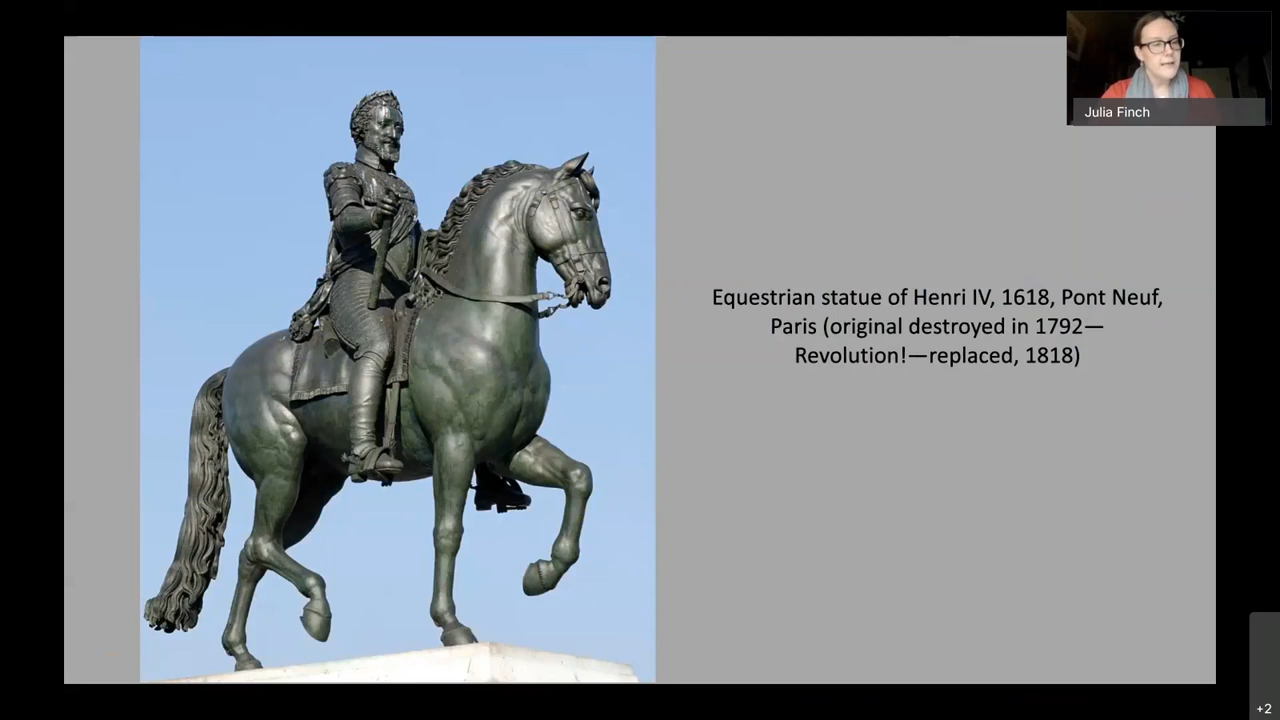 Julia Finch
Equestrian statue of Henri IV, 1618, Pont Neuf,
Paris (original destroyed in 1792—
Revolution!—replaced, 1818)
+2